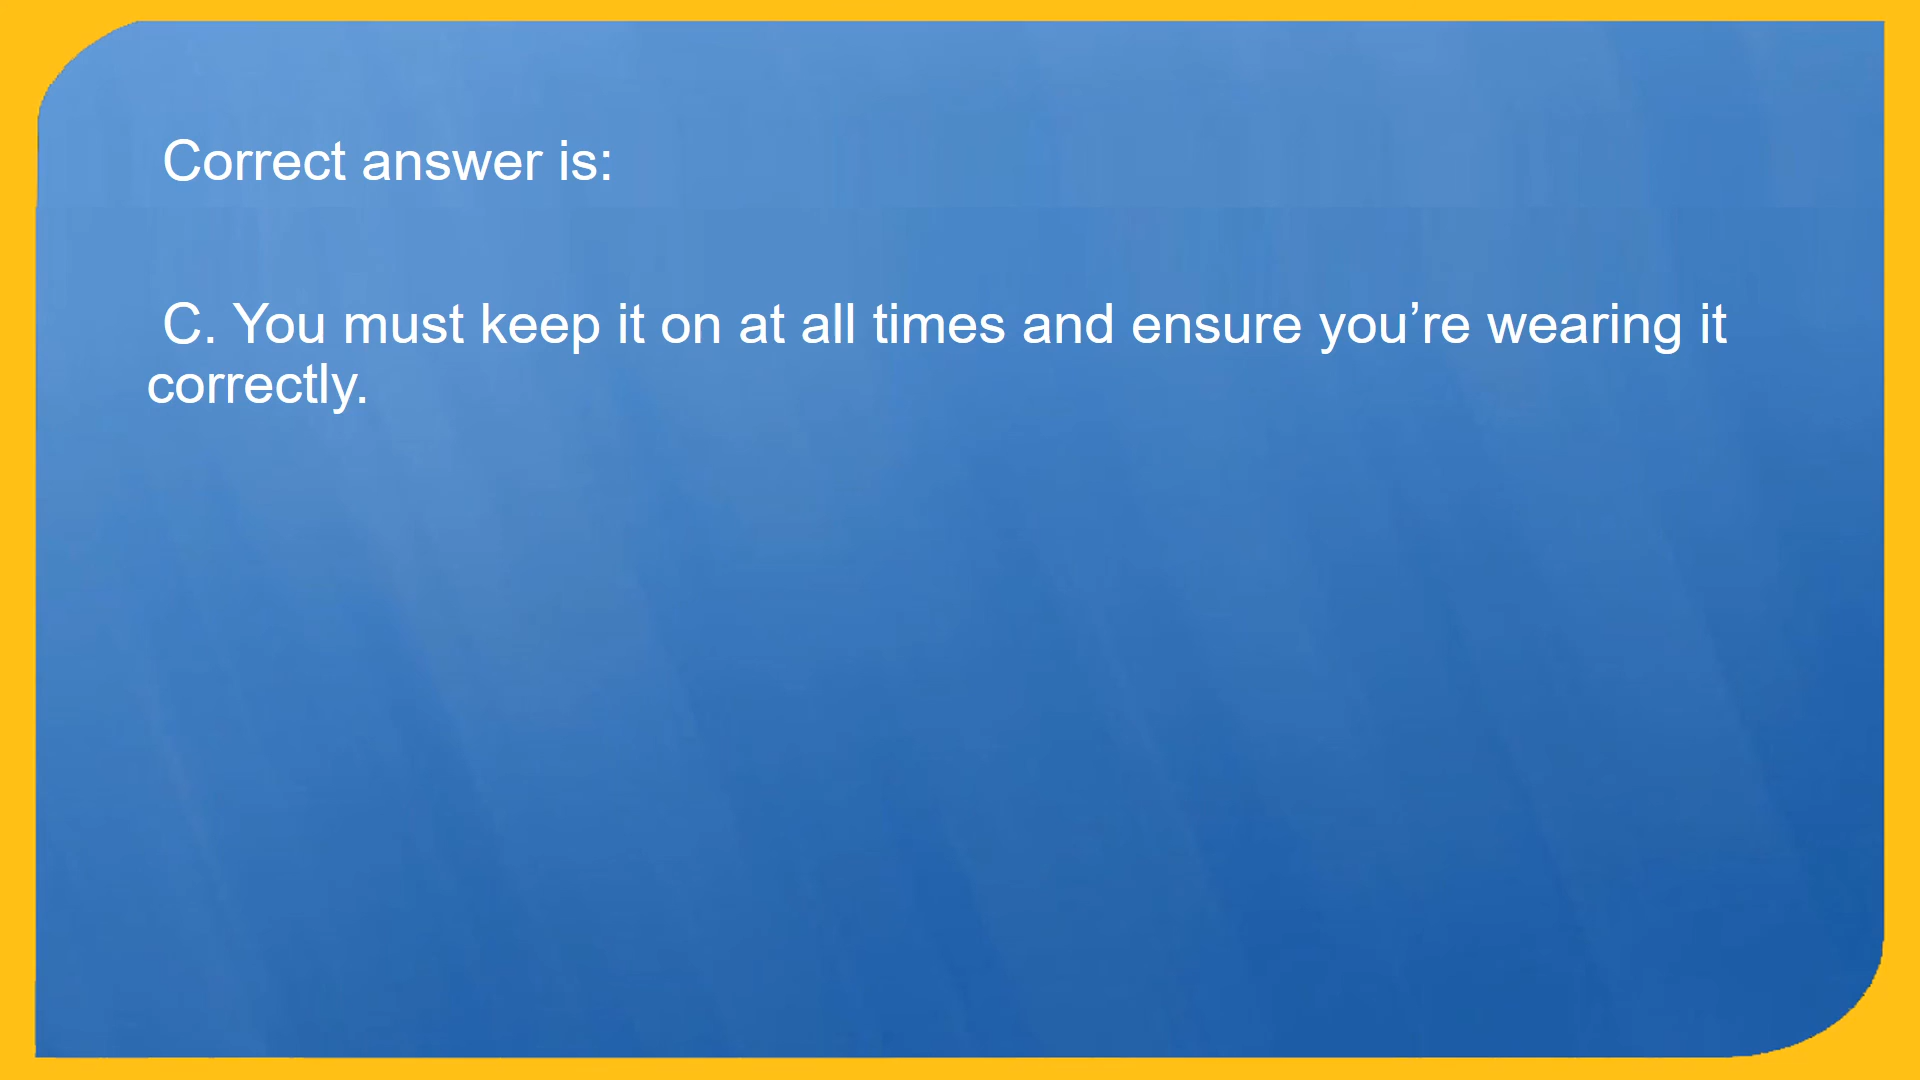 Correct answer is:
C. You must keep it on at all times and ensure you’re wearing it
correctly.